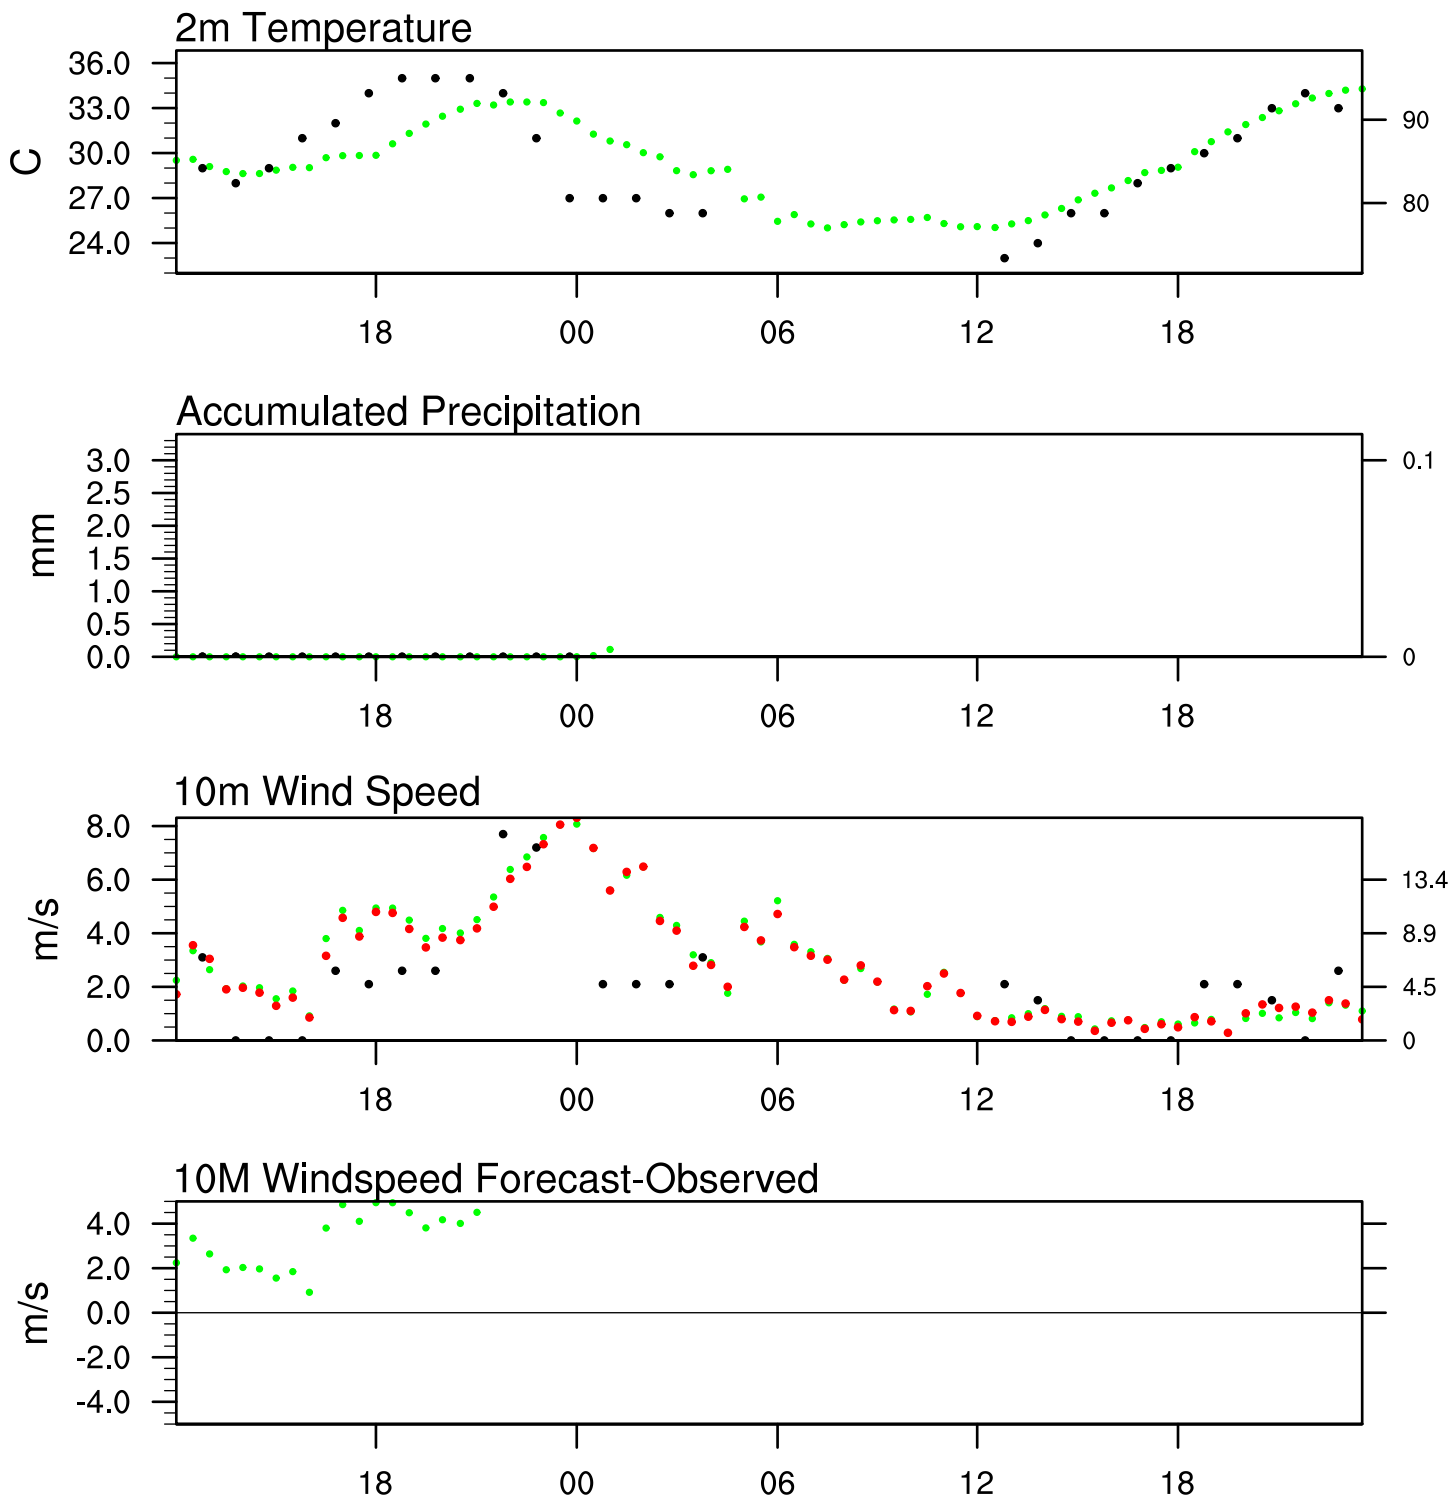 2m Temperature
36.0
33.0
30.0
27.0
24.0
C
90
80
18 00 06 12 18
Accumulated Precipitation
3.0
2.5
2.0
1.5
1.0
0.5
0.0
mm
0.1
0
18 00 06 12 18
10m Wind Speed
8.0
6.0
4.0
2.0
0.0
m/s
13.4
8.9
4.5
0
18 00 06 12 18
10M Windspeed Forecast-Observed
4.0
2.0
0.0
-2.0
-4.0
m/s
18 00 06 12 18